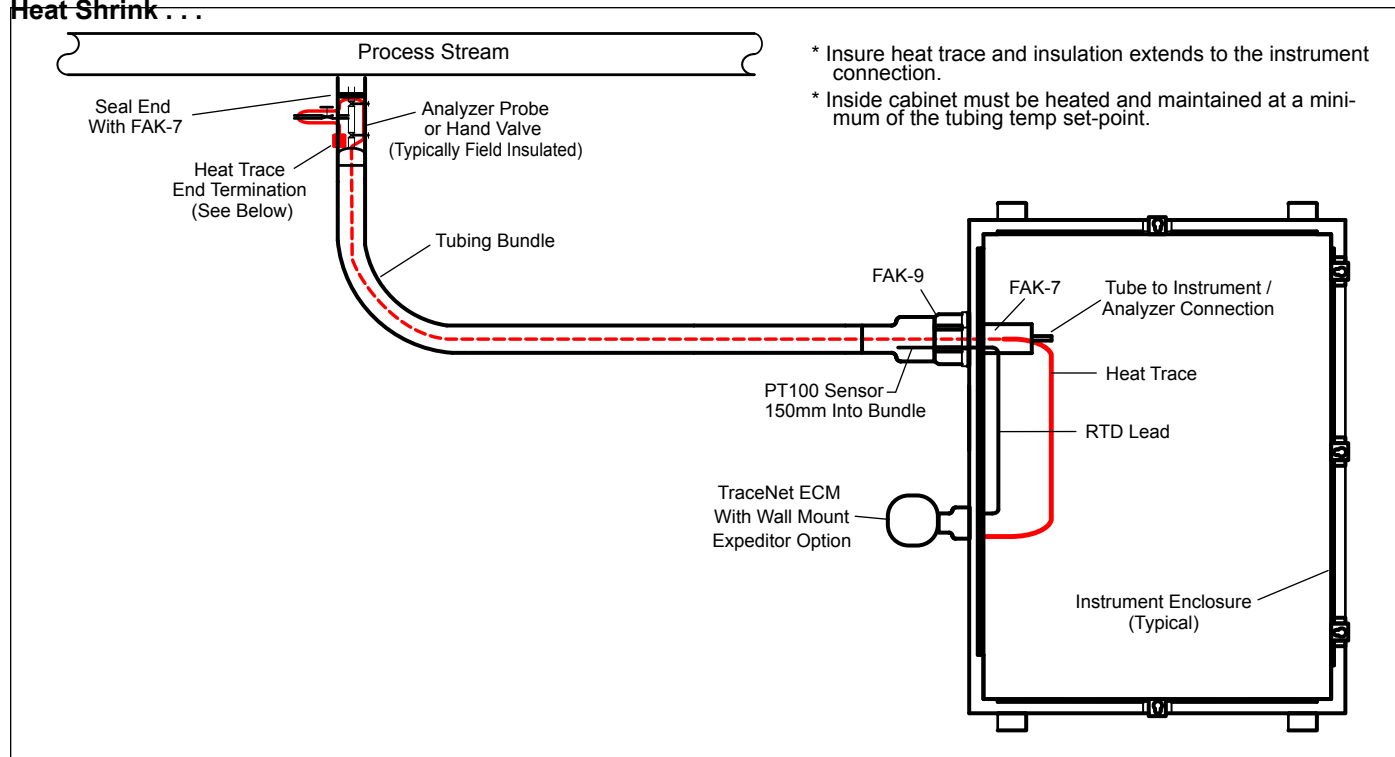 Heat Shrink . . .
Process Stream
* Insure heat trace and insulation extends to the instrument
connection.
* Inside cabinet must be heated and maintained at a mini-
mum of the tubing temp set-point.
Seal End
With FAK-7
Analyzer Probe
or Hand Valve
(Typically Field Insulated)
Heat Trace
End Termination
(See Below)
Tubing Bundle
FAK-9
FAK-7
Tube to Instrument /
Analyzer Connection
PT100 Sensor
150mm Into Bundle
Heat Trace
RTD Lead
TraceNet ECM
With Wall Mount
Expeditor Option
Instrument Enclosure
(Typical)